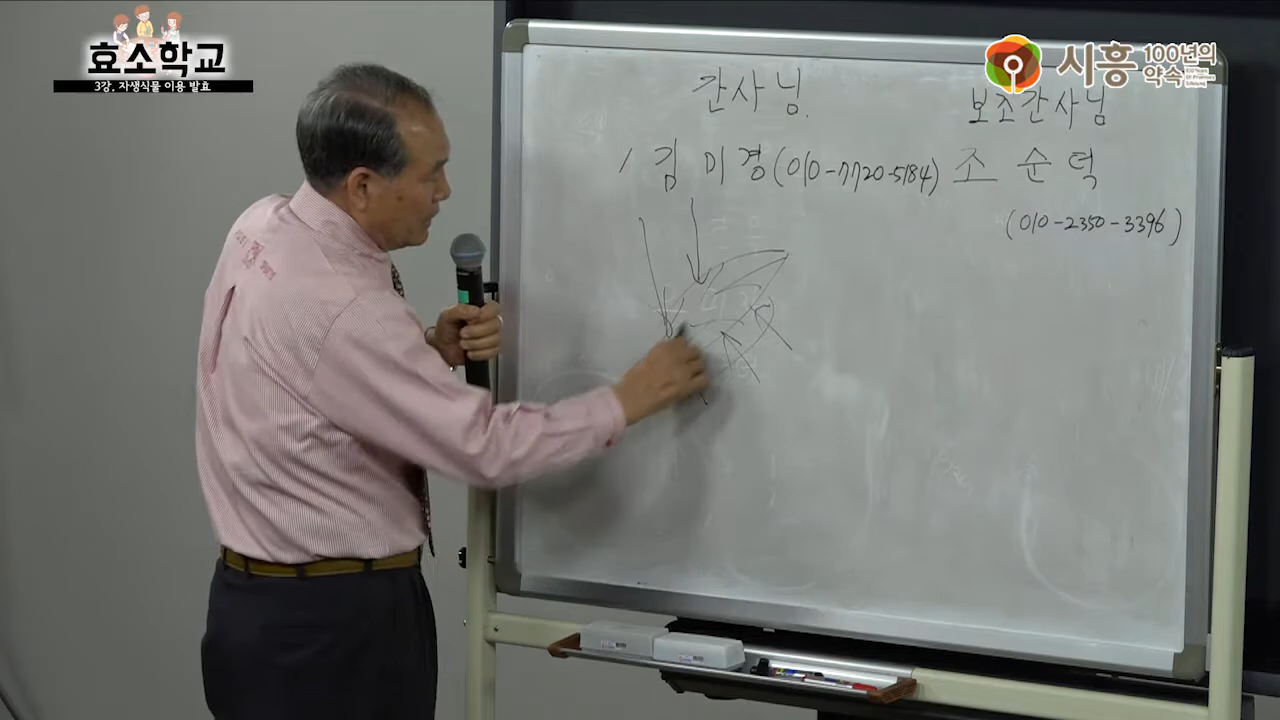 효소학교
3강. 자생식물 이용 발효
시흥 100년의 약속
간사님.
보조간사님
/ 김 미경 (010-7720-5184) 조 순덕
(010-2350-3396)